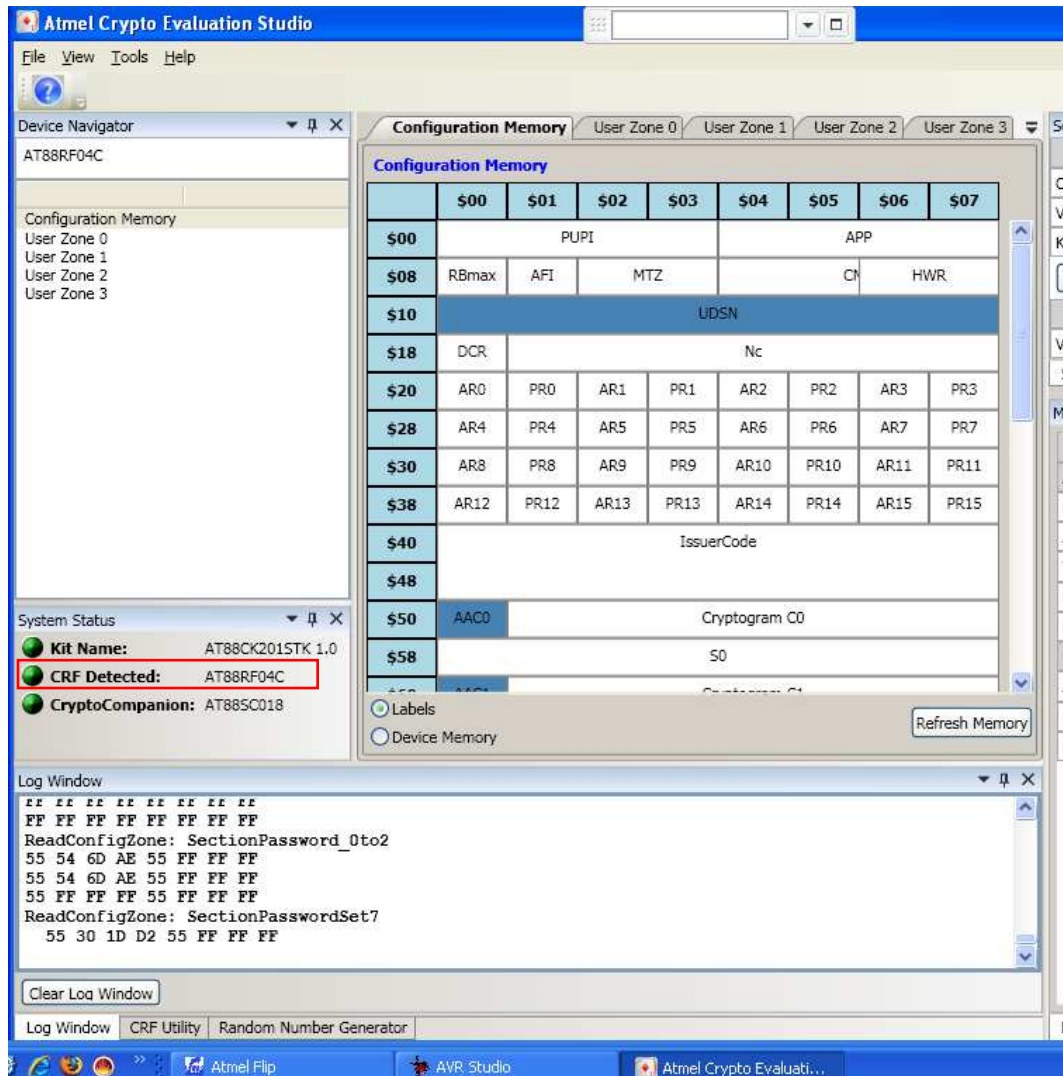 Atmel Crypto Evaluation Studio
File View Tools Help
Device Navigator
AT88RF04C
Configuration Memory
User Zone 0
User Zone 1
User Zone 2
User Zone 3
System Status
Kit Name: AT88CK201STK 1.0
CRF Detected: AT88RF04C
CryptoCompanion: AT88SC018
Configuration Memory User Zone 0 User Zone 1 User Zone 2 User Zone 3
Configuration Memory
$00 $01 $02 $03 $04 $05 $06 $07
$00 PUPI APP
$08 RBmax AFI MTZ HWR
$10 UDSN
$18 DCR Nc
$20 AR0 PR0 AR1 PR1 AR2 PR2 AR3 PR3
$28 AR4 PR4 AR5 PR5 AR6 PR6 AR7 PR7
$30 AR8 PR8 AR9 PR9 AR10 PR10 AR11 PR11
$38 AR12 PR12 AR13 PR13 AR14 PR14 AR15 PR15
$40 IssuerCode
$48
$50 AAC0 Cryptogram C0
$58 S0
Labels
Device Memory
Refresh Memory
Log Window
FF FF FF FF FF FF FF FF
ReadConfigZone: SectionPassword_0to2
55 54 6D AE 55 FF FF FF
55 54 6D AE 55 FF FF FF
55 FF FF FF 55 FF FF FF
ReadConfigZone: SectionPasswordSet7
55 30 1D D2 55 FF FF FF
Clear Log Window
Log Window CRF Utility Random Number Generator
Atmel Flip AVR Studio Atmel Crypto Evaluati...